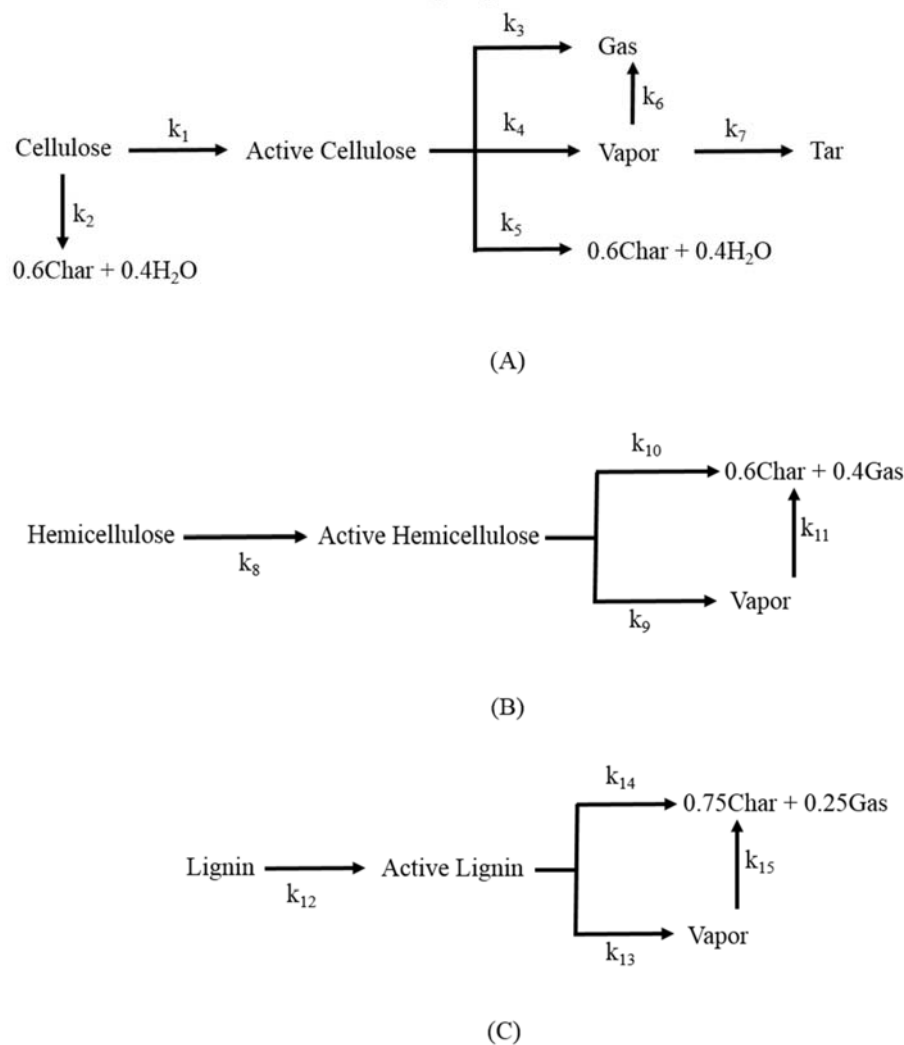 k₃
Gas
k₆
k₁
k₄
k₇
Cellulose
Active Cellulose
Vapor
Tar
k₂
k₅
0.6Char + 0.4H₂O
0.6Char + 0.4H₂O
(A)
k₁₀
0.6Char + 0.4Gas
Hemicellulose
Active Hemicellulose
k₁₁
k₈
Vapor
k₉
(B)
k₁₄
0.75Char + 0.25Gas
Lignin
Active Lignin
k₁₅
k₁₂
Vapor
k₁₃
(C)